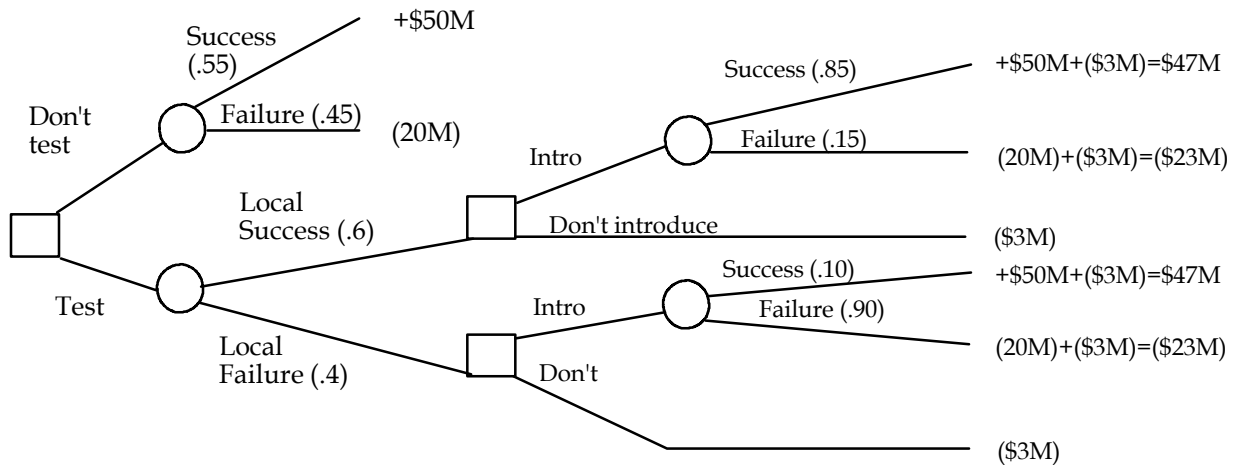 +$50M
Success
(.55)
Failure (.45)
(20M)
Don't
test
Success (.85)
+$50M+($3M)=$47M
Failure (.15)
(20M)+($3M)=($23M)
Intro
Local
Success (.6)
Don't introduce
($3M)
Test
Success (.10)
+$50M+($3M)=$47M
Intro
Failure (.90)
(20M)+($3M)=($23M)
Local
Failure (.4)
Don't
($3M)